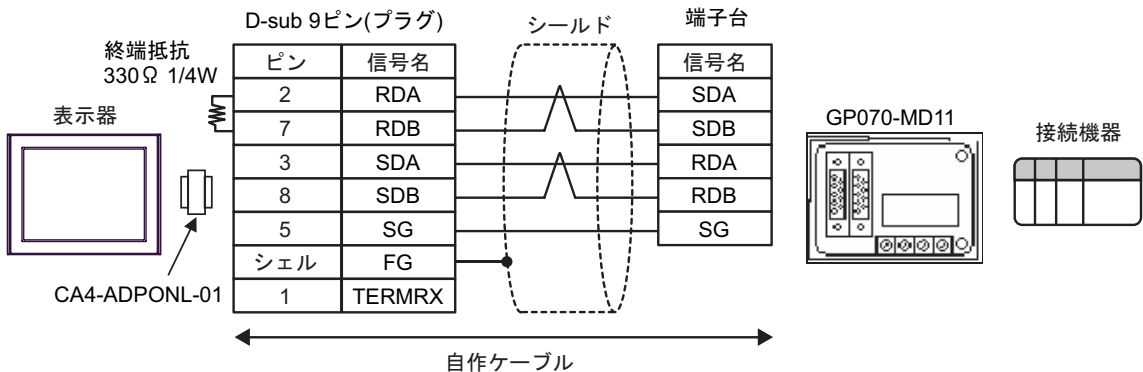 D-sub 9ピン(プラグ)
シールド
端子台
終端抵抗
330Ω 1/4W
ピン 信号名
信号名
2 RDA
SDA
7 RDB
SDB
3 SDA
RDA
8 SDB
RDB
5 SG
SG
シェル FG
1 TERMRX
表示器
CA4-ADPONL-01
GP070-MD11
接続機器
自作ケーブル